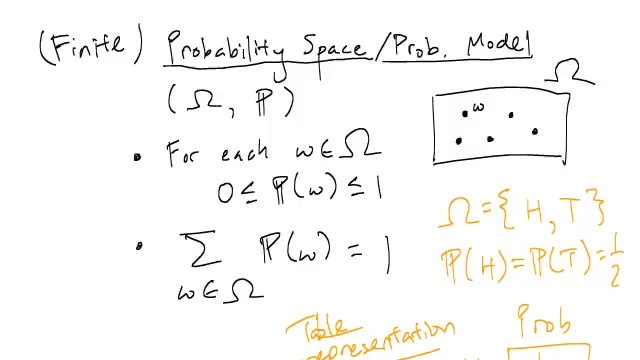 (Finite) Probability Space/Prob. Model
(Ω, ℙ)
• For each ω ∈ Ω
0 ≤ ℙ(ω) ≤ 1
• ∑ ℙ(ω) = 1
ω ∈ Ω
Ω
ω
Ω = { H, T }
ℙ(H) = ℙ(T) = 1/2
Table
representation
Prob